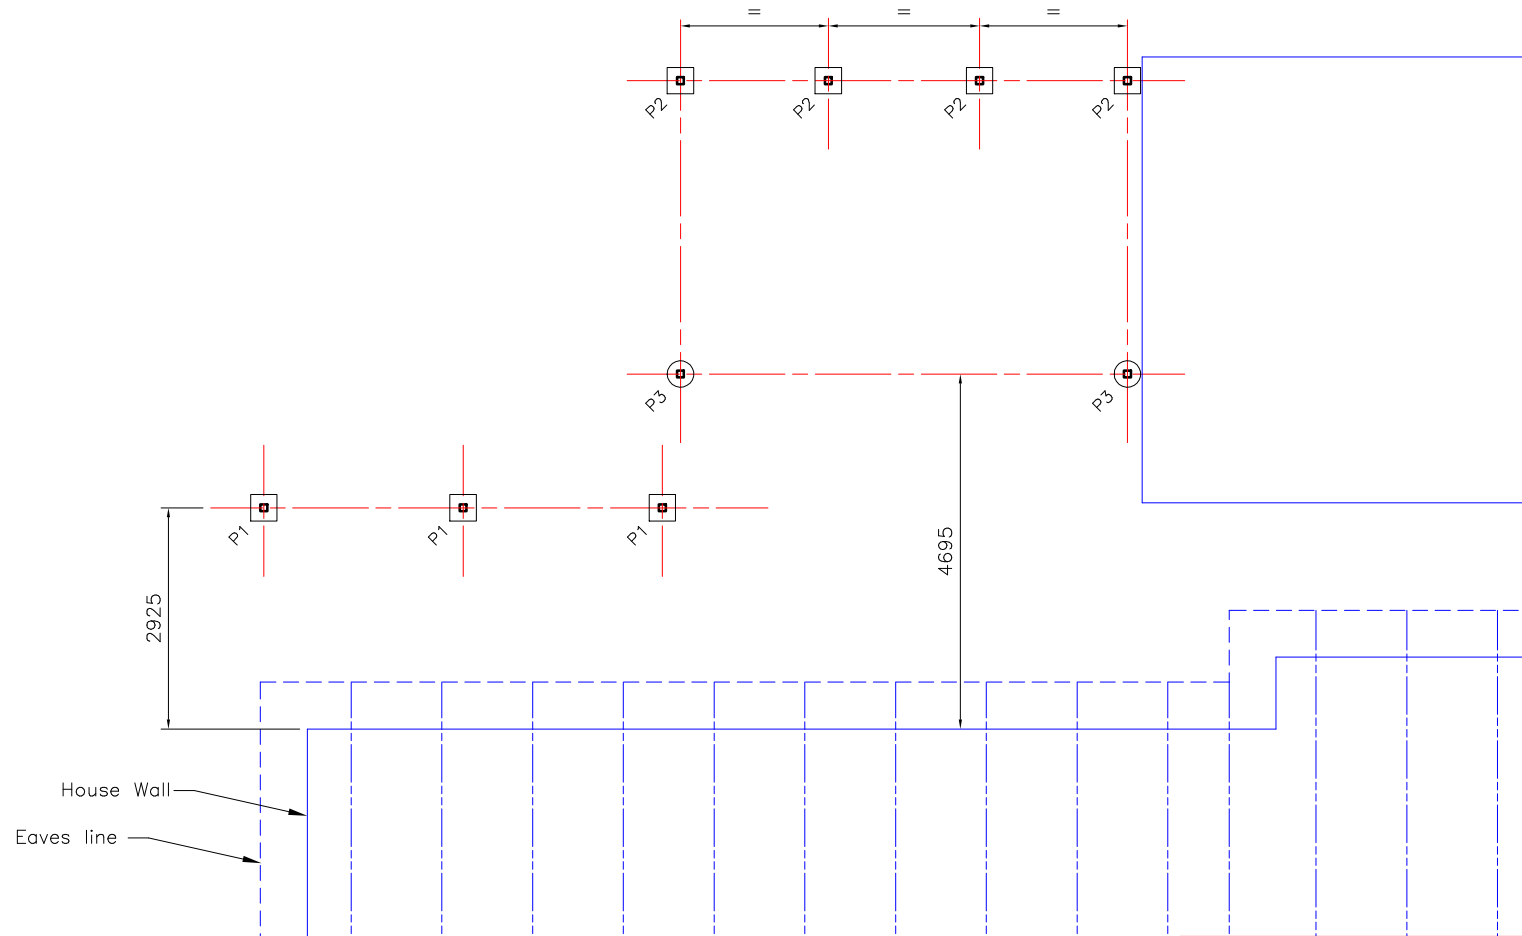 = = =
P2 P2 P2 P2
P3 P3
P1 P1 P1
4695
2925
House Wall
Eaves line